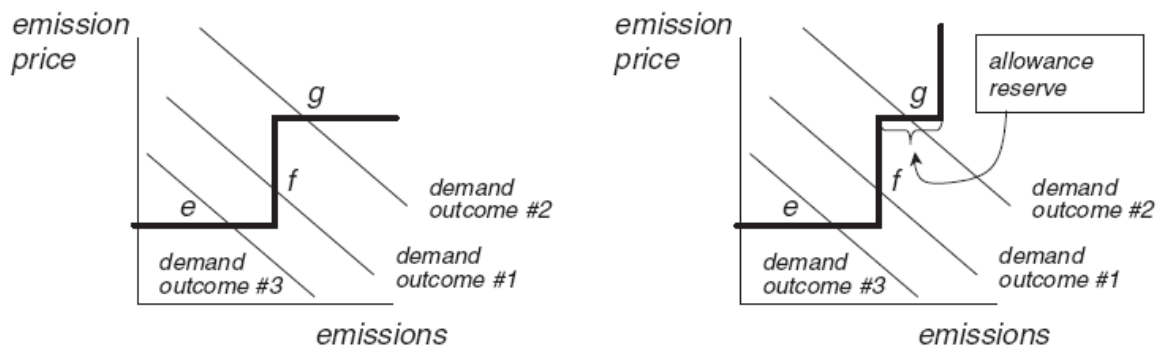 emission
price
g
f
e
demand
outcome #2
demand
outcome #1
demand
outcome #3
emissions
emission
price
allowance
reserve
g
f
e
demand
outcome #2
demand
outcome #1
demand
outcome #3
emissions